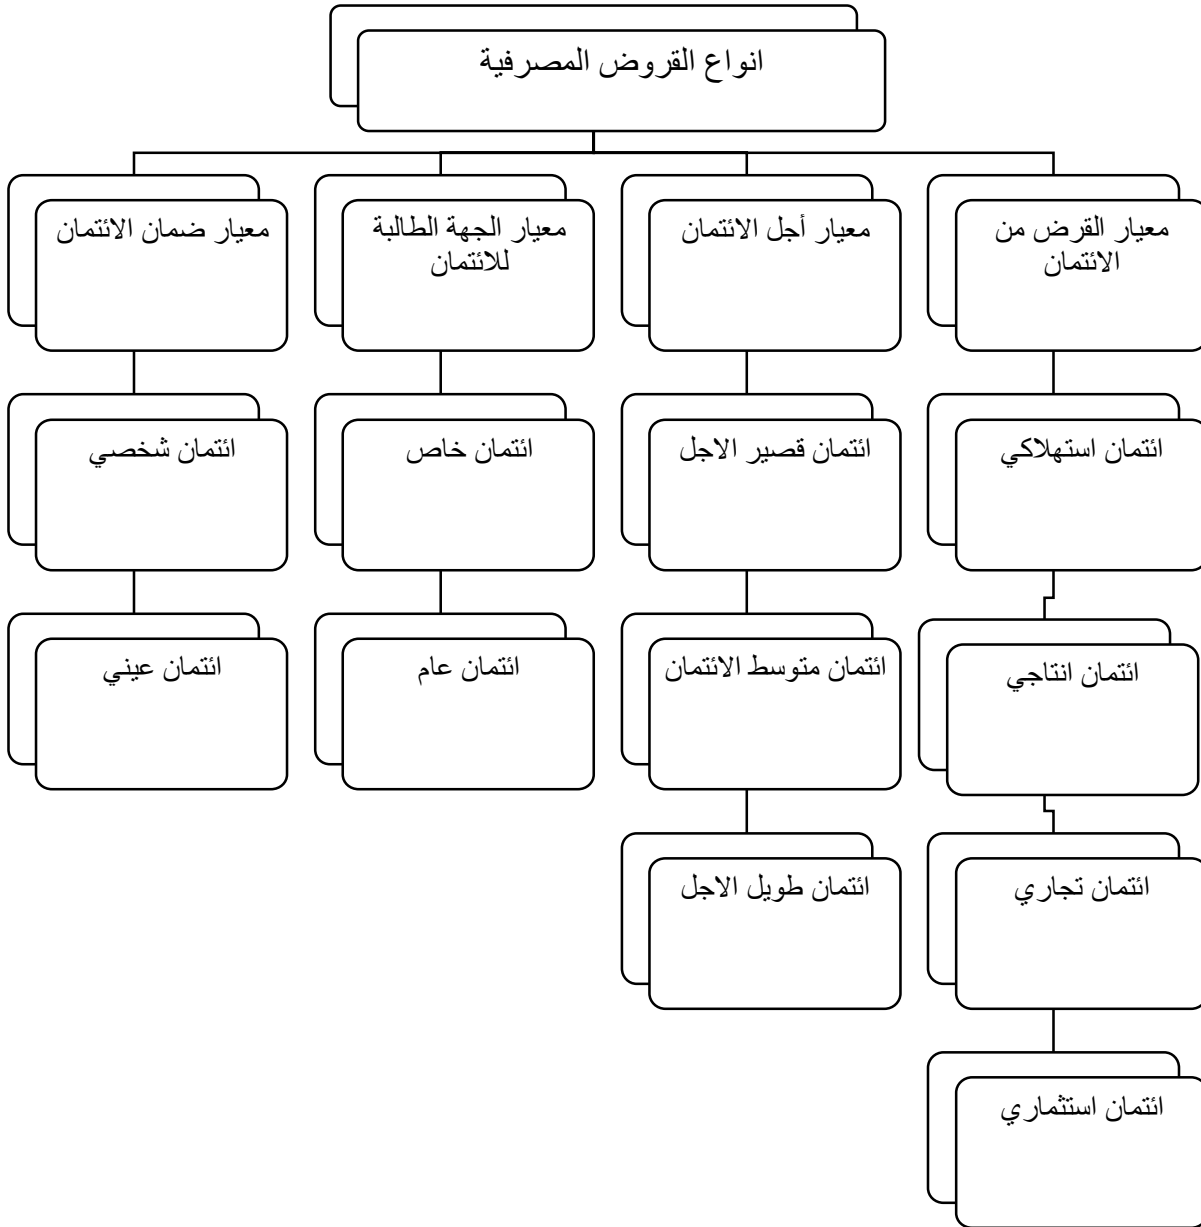 انواع القروض المصرفية
معيار القرض من
الائتمان
ائتمان استهلاكي
ائتمان انتاجي
ائتمان تجاري
ائتمان استثماري
معيار أجل الائتمان
ائتمان قصير الاجل
ائتمان متوسط الائتمان
ائتمان طويل الاجل
معيار الجهة الطالبة
للائتمان
ائتمان خاص
ائتمان عام
معيار ضمان الائتمان
ائتمان شخصي
ائتمان عيني